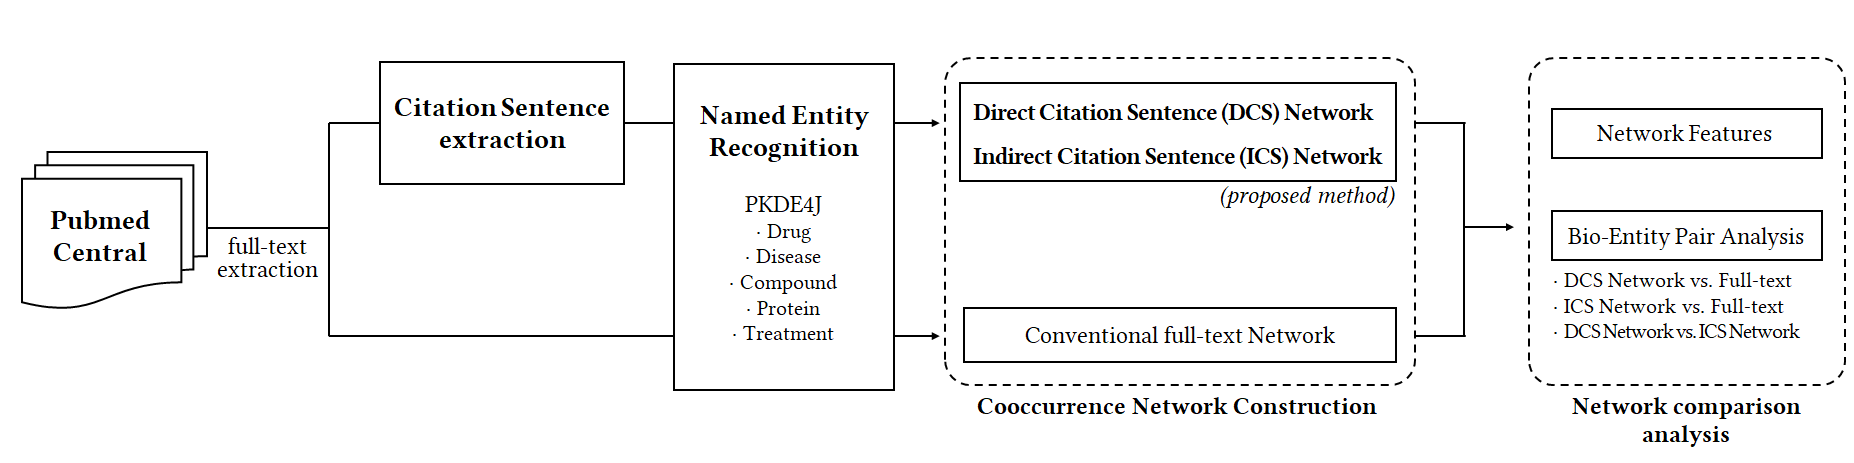 Pubmed
Central
full-text
extraction
Citation Sentence
extraction
Named Entity
Recognition
PKDE4J
· Drug
· Disease
· Compound
· Protein
· Treatment
Direct Citation Sentence (DCS) Network
Indirect Citation Sentence (ICS) Network
(proposed method)
Conventional full-text Network
Cooccurrence Network Construction
Network Features
Bio-Entity Pair Analysis
· DCS Network vs. Full-text
· ICS Network vs. Full-text
· DCS Network vs. ICS Network
Network comparison
analysis